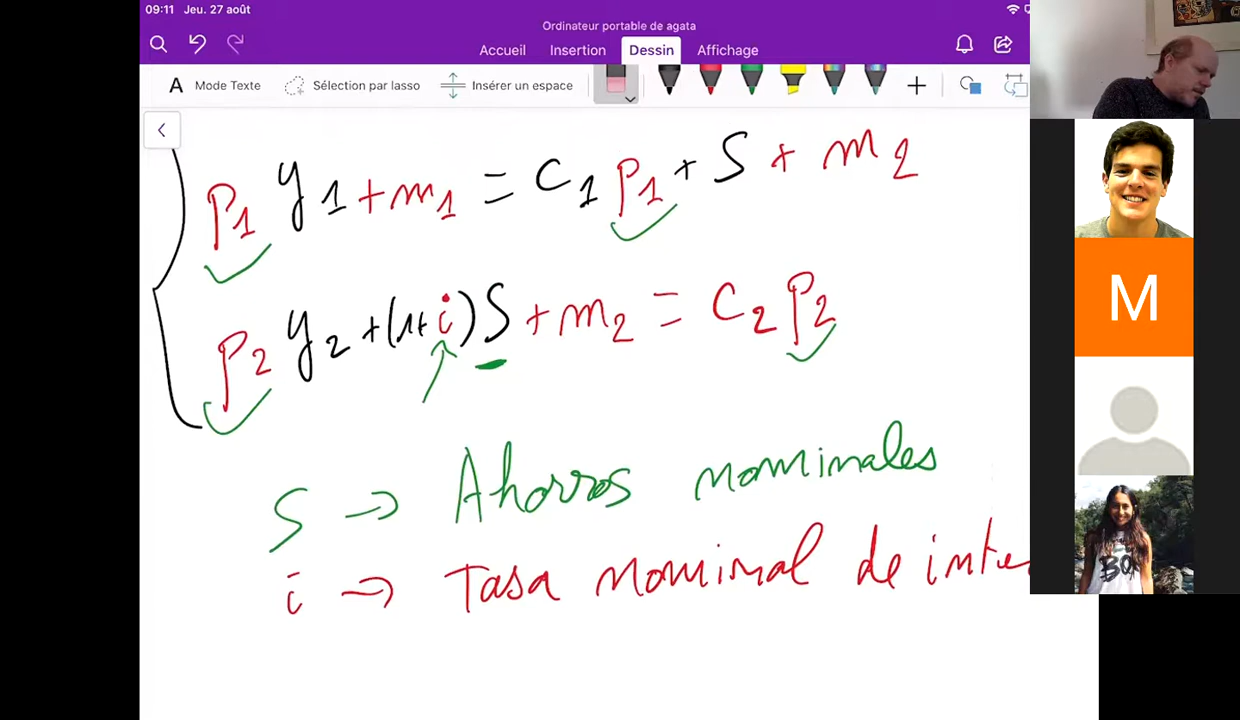 09:11 Jeu. 27 août
Ordinateur portable de agata
Accueil Insertion Dessin Affichage
A Mode Texte Sélection par lasso Insérer un espace
p1 y1 + m1 = c1 p1 + S + m2
p2 y2 + (1 + i) S + m2 = c2 p2
S → Ahorros nominales
i → Tasa nominal de inte
M
BO